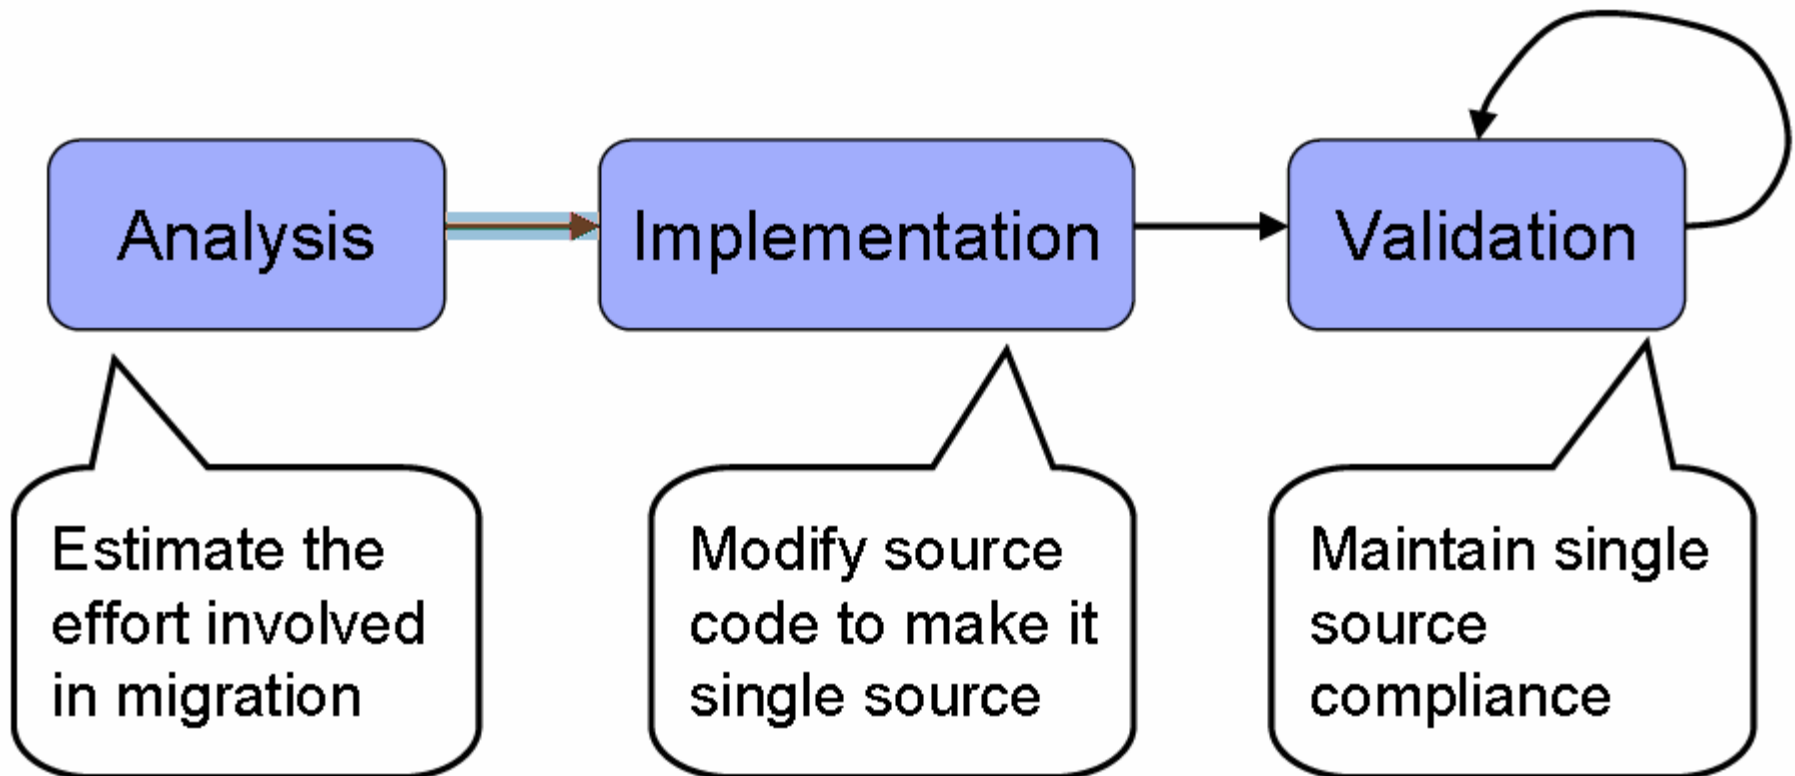 Analysis
Implementation
Validation
Estimate the
effort involved
in migration
Modify source
code to make it
single source
Maintain single
source
compliance